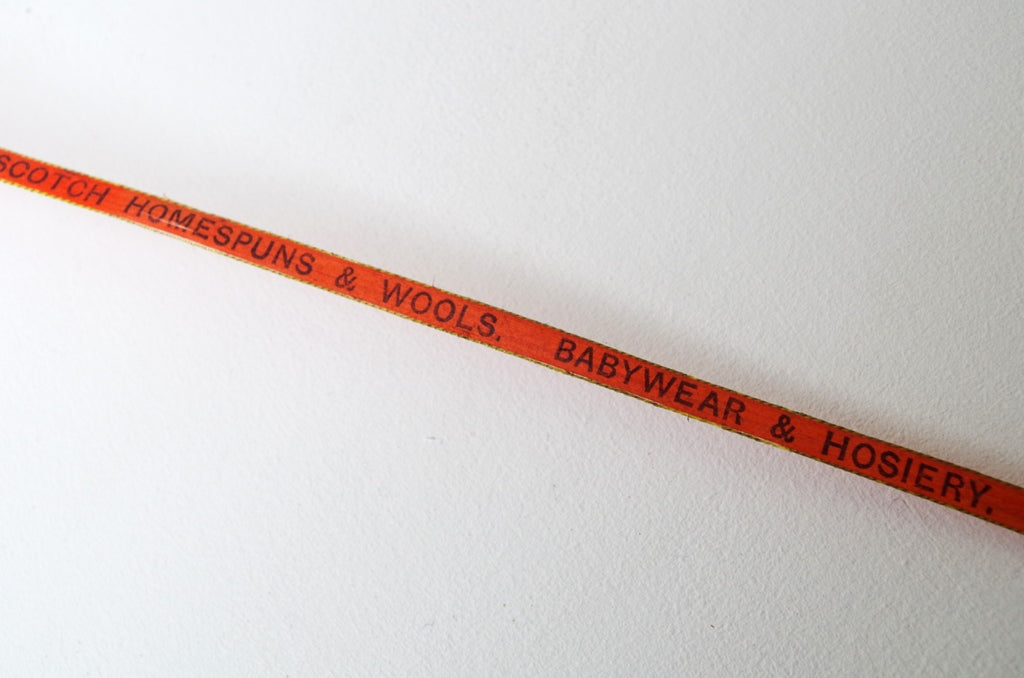 SCOTCH HOMESPUNS & WOOLS. BABYWEAR & HOSIERY.